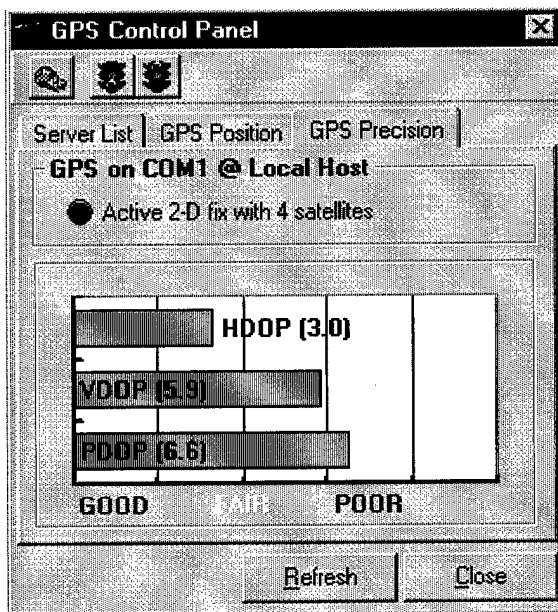 GPS Control Panel
Server List GPS Position GPS Precision
GPS on COM1 @ Local Host
Active 2-D fix with 4 satellites
HDOP (3.0)
VDOP (5.9)
PDOP (6.6)
GOOD FAIR POOR
Refresh Close